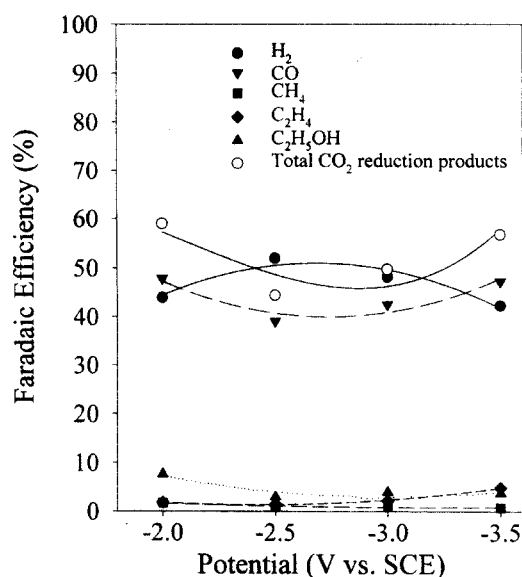 100
90
80
70
60
50
40
30
20
10
0
Faradaic Efficiency (%)
H₂
CO
CH₄
C₂H₄
C₂H₅OH
Total CO₂ reduction products
-2.0 -2.5 -3.0 -3.5
Potential (V vs. SCE)